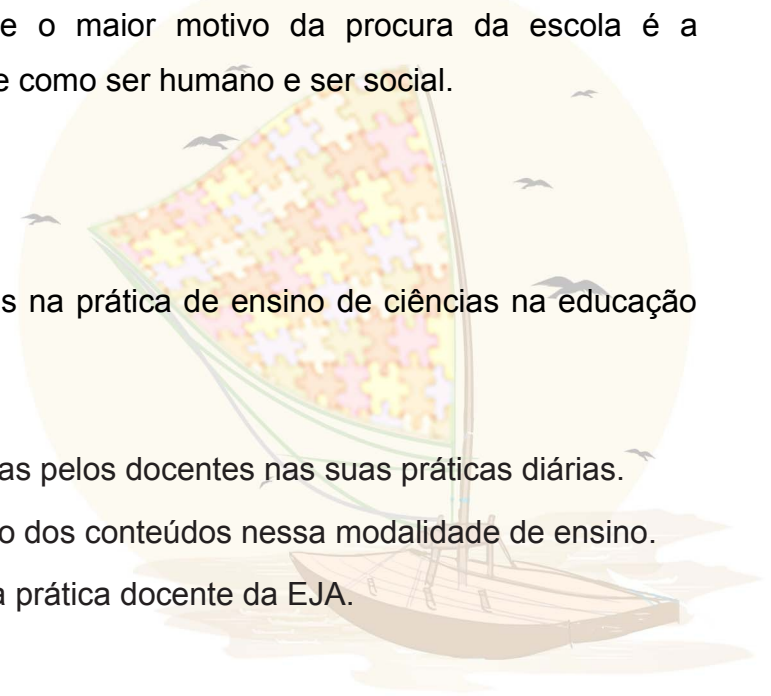 e o maior motivo da procura da escola é a
e como ser humano e ser social.
s na prática de ensino de ciências na educação
as pelos docentes nas suas práticas diárias.
o dos conteúdos nessa modalidade de ensino.
a prática docente da EJA.